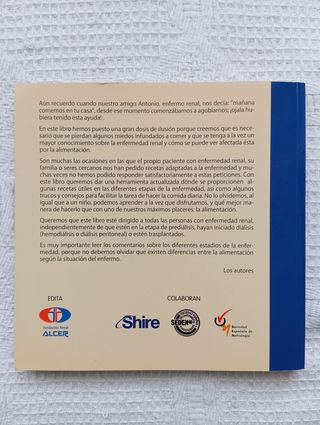 Aún recuerdo cuando nuestro amigo Antonio, enfermo renal, nos decía: "mañana
comemos en tu casa", desde ese momento comenzábamos a agobiarnos; ¡ojala hu-
biera tenido esta ayuda! .
En este libro hemos puesto una gran dosis de ilusión porque creemos que es nece-
sario que se pierdan algunos miedos infundados a comer y que se tenga a la vez un
mayor conocimiento sobre la enfermedad renal y cómo se puede ver afectada ésta
por la alimentación.
Son muchas las ocasiones en las que el propio paciente con enfermedad renal, su
familia o seres cercanos nos han pedido recetas adaptadas a la enfermedad y mu-
chas veces no hemos podido responder satisfactoriamente a estas peticiones. Con
este libro queremos dar una herramienta actualizada dónde se proporcionen al-
gunas recetas útiles en las diferentes etapas de la enfermedad, así como algunos
trucos y consejos para facilitar la tarea de hacer la comida diaria. No lo olvidemos, al
igual que a un niño, podemos aprender a la vez que disfrutamos, y qué mejor mane-
ra de hacerlo que con uno de nuestros máximos placeres: la alimentación.
Queremos que este libro esté dirigido a todas las personas con enfermedad renal,
independientemente de que estén en la etapa de prediálisis, hayan iniciado diálisis
(hemodiálisis o diálisis peritoneal) o estén trasplantados.
Es muy importante leer los comentarios sobre los diferentes estadios de la enfer-
medad, porque no debemos olvidar que existen diferencias entre la alimentación
según la situación del enfermo.
Los autores
EDITA
COLABORAN
Fundación Renal
ALCER
Shire
SEDEN
Sociedad
Española de
Nefrología